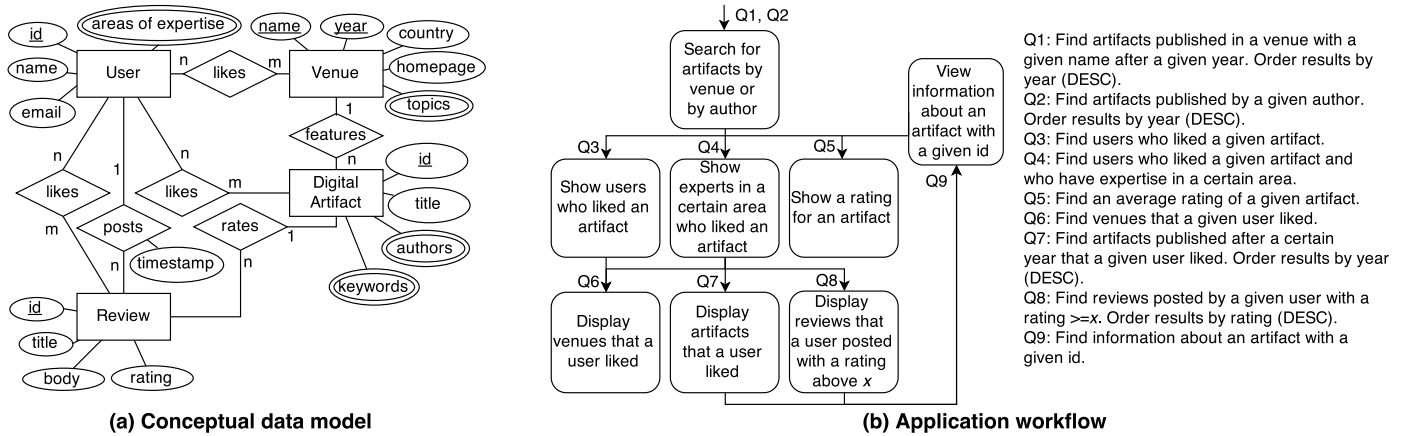 id
areas of expertise
name
email
User
n
likes
m
name
year
country
homepage
topics
Venue
1
features
n
id
title
authors
keywords
Digital
Artifact
n
likes
m
1
posts
n
timestamp
n
likes
m
rates
1
n
id
title
body
rating
Review
(a) Conceptual data model
Q1, Q2
Search for
artifacts by
venue or
by author
View
information
about an
artifact with
a given id
Q3
Q4
Q5
Q9
Show users
who liked an
artifact
Show
experts in a
certain area
who liked an
artifact
Show a rating
for an artifact
Q6
Q7
Q8
Display
venues that a
user liked
Display
artifacts
that a user
liked
Display
reviews that
a user posted
with a rating
above x
(b) Application workflow
Q1: Find artifacts published in a venue with a
given name after a given year. Order results by
year (DESC).
Q2: Find artifacts published by a given author.
Order results by year (DESC).
Q3: Find users who liked a given artifact.
Q4: Find users who liked a given artifact and
who have expertise in a certain area.
Q5: Find an average rating of a given artifact.
Q6: Find venues that a given user liked.
Q7: Find artifacts published after a certain
year that a given user liked. Order results by year
(DESC).
Q8: Find reviews posted by a given user with a
rating >=x. Order results by rating (DESC).
Q9: Find information about an artifact with a
given id.